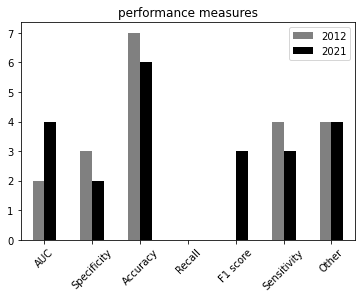 performance measures
2012
2021
7
6
5
4
3
2
1
0
AUC
Specificity
Accuracy
Recall
F1 score
Sensitivity
Other